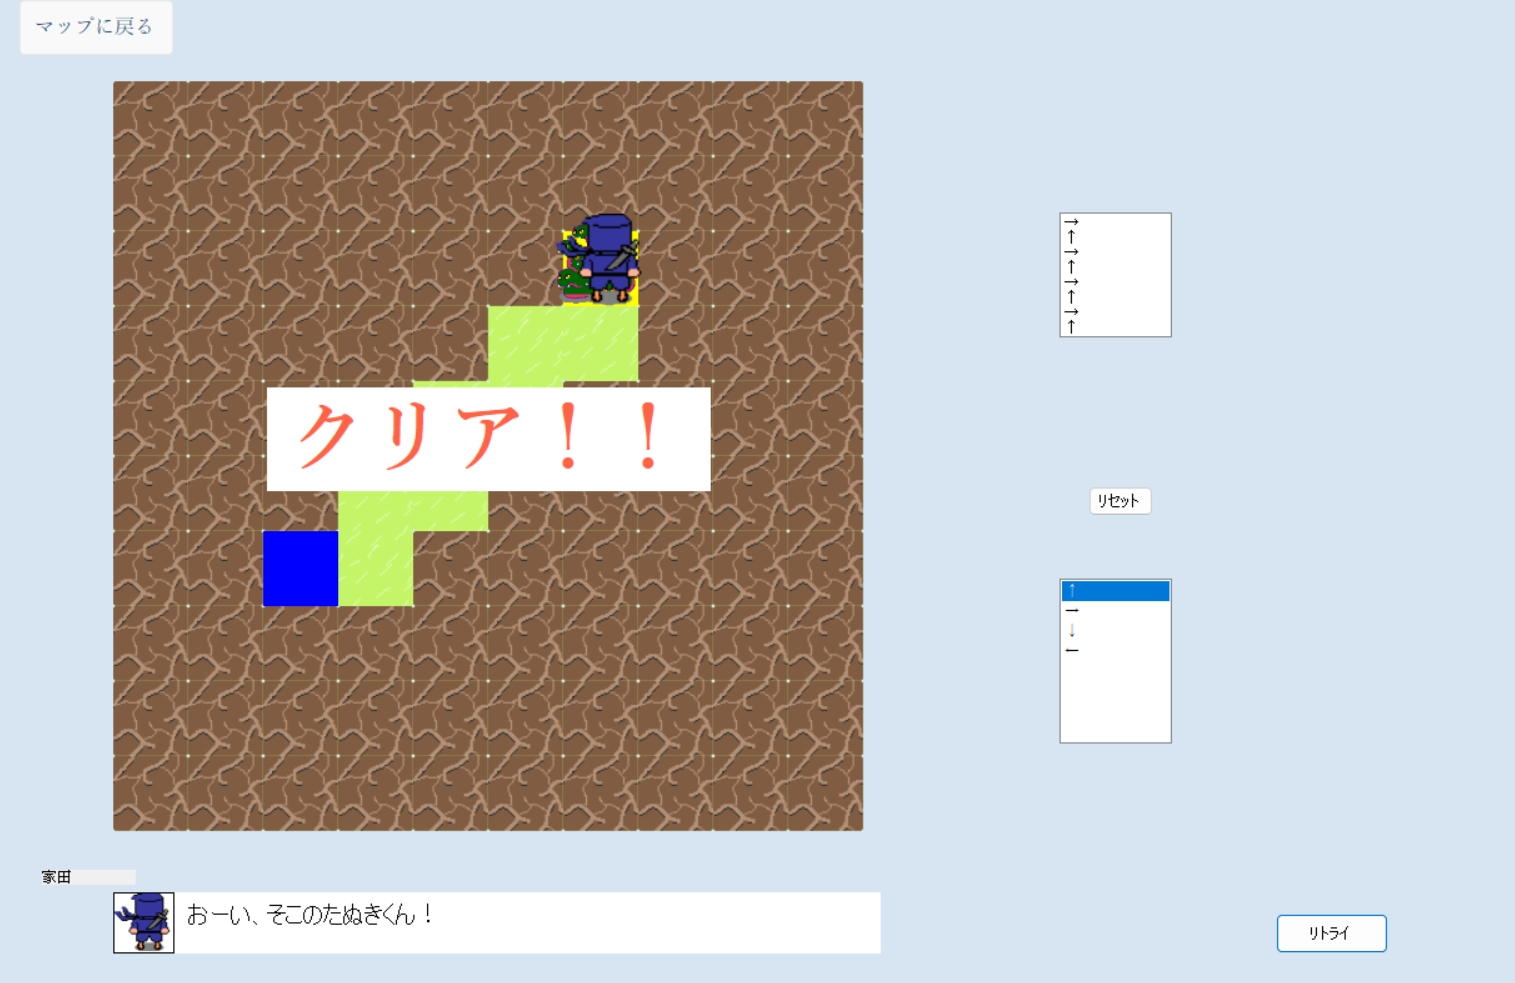 マップに戻る
→
↑
→
↑
→
↑
→
↑
クリア！！
リセット
↑
→
↓
←
家田
おーい、そこのたぬきくん！
リトライ